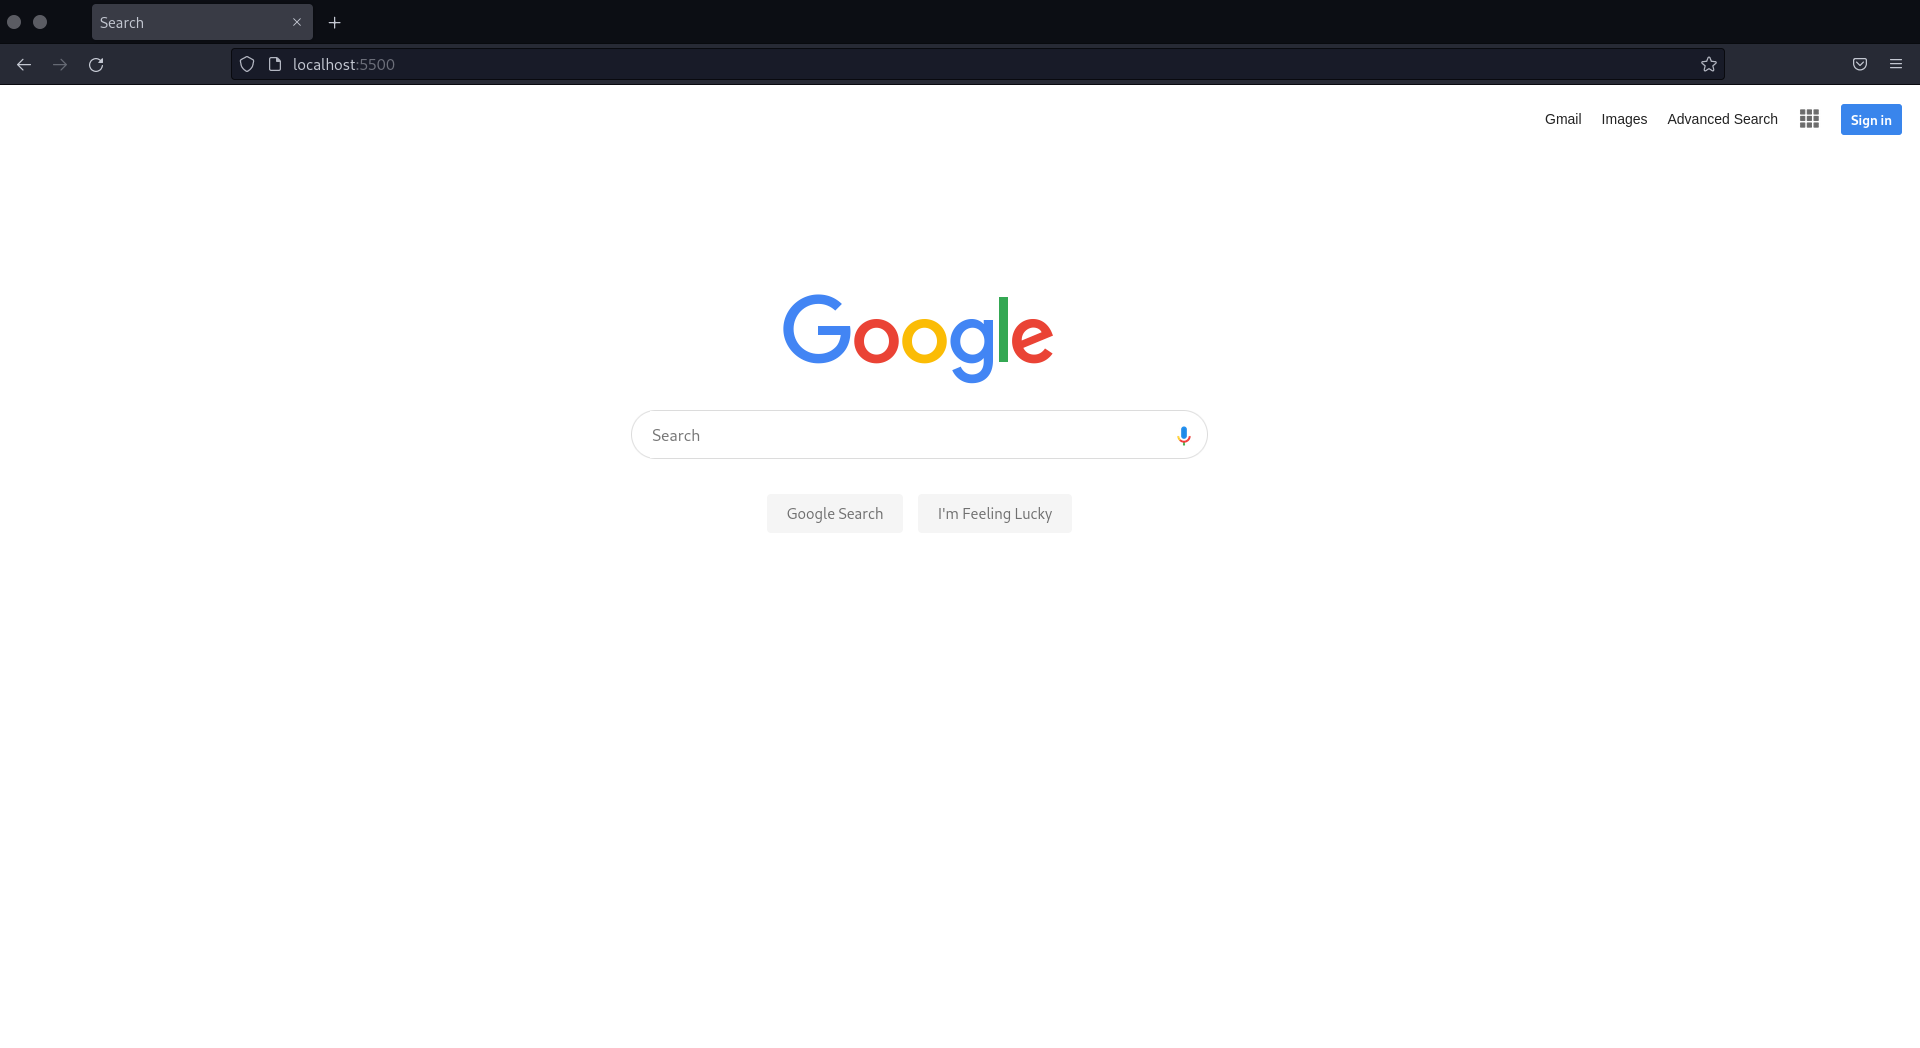 Search
localhost:5500
Gmail Images Advanced Search Sign in
Google
Search
Google Search I'm Feeling Lucky